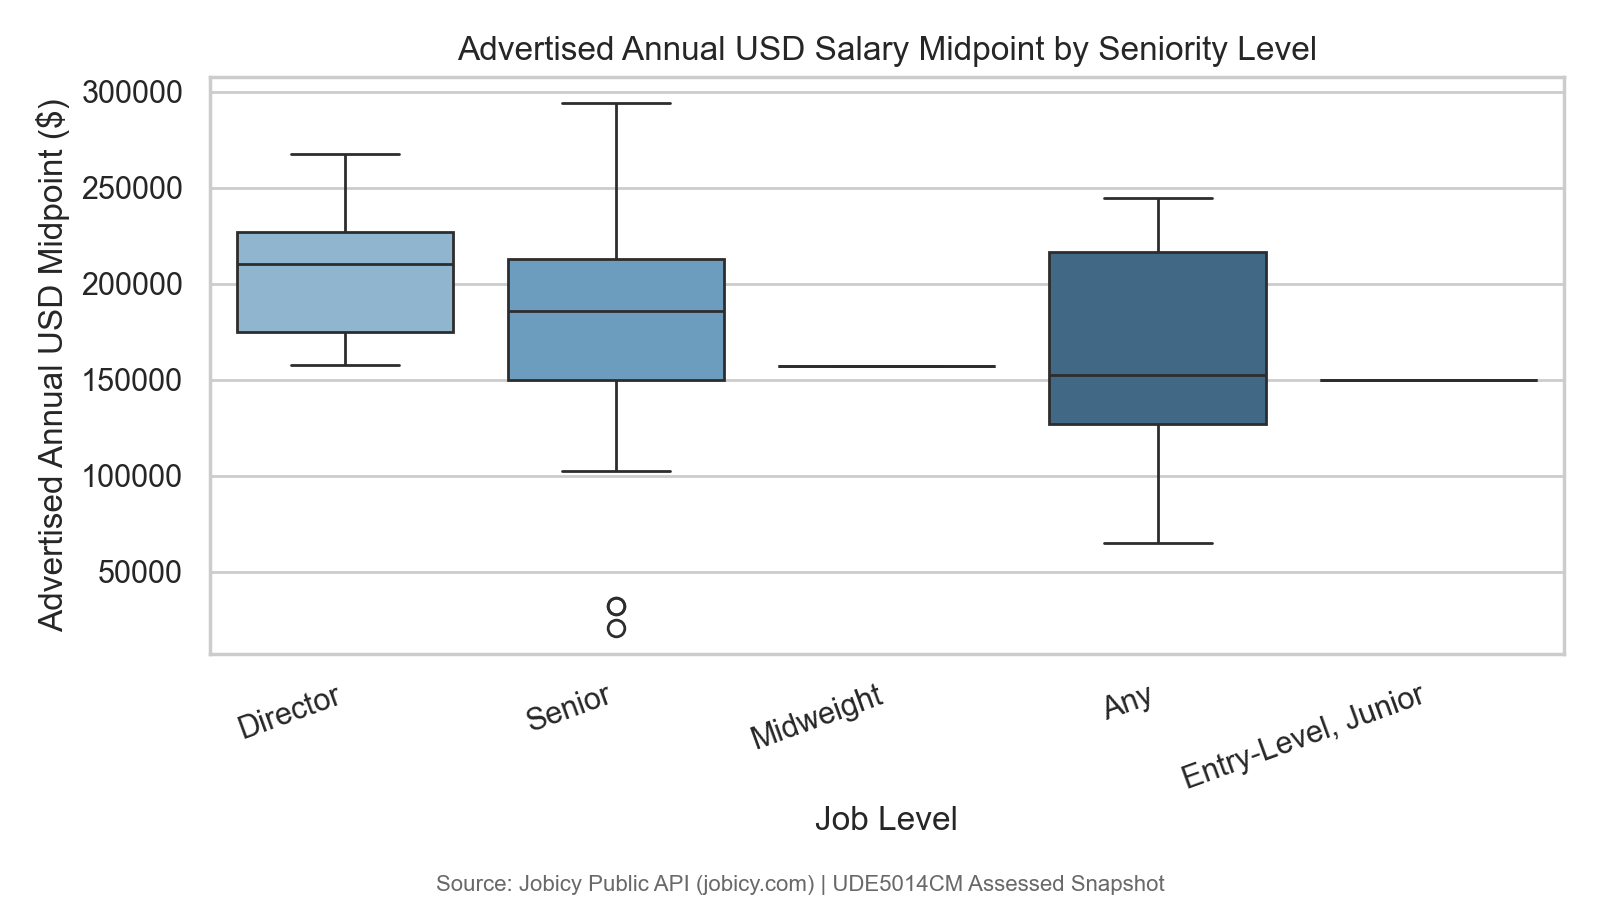 Advertised Annual USD Salary Midpoint by Seniority Level
Advertised Annual USD Midpoint ($)
300000
250000
200000
150000
100000
50000
Director
Senior
Midweight
Any
Entry-Level, Junior
Job Level
Source: Jobicy Public API (jobicy.com) | UDE5014CM Assessed Snapshot